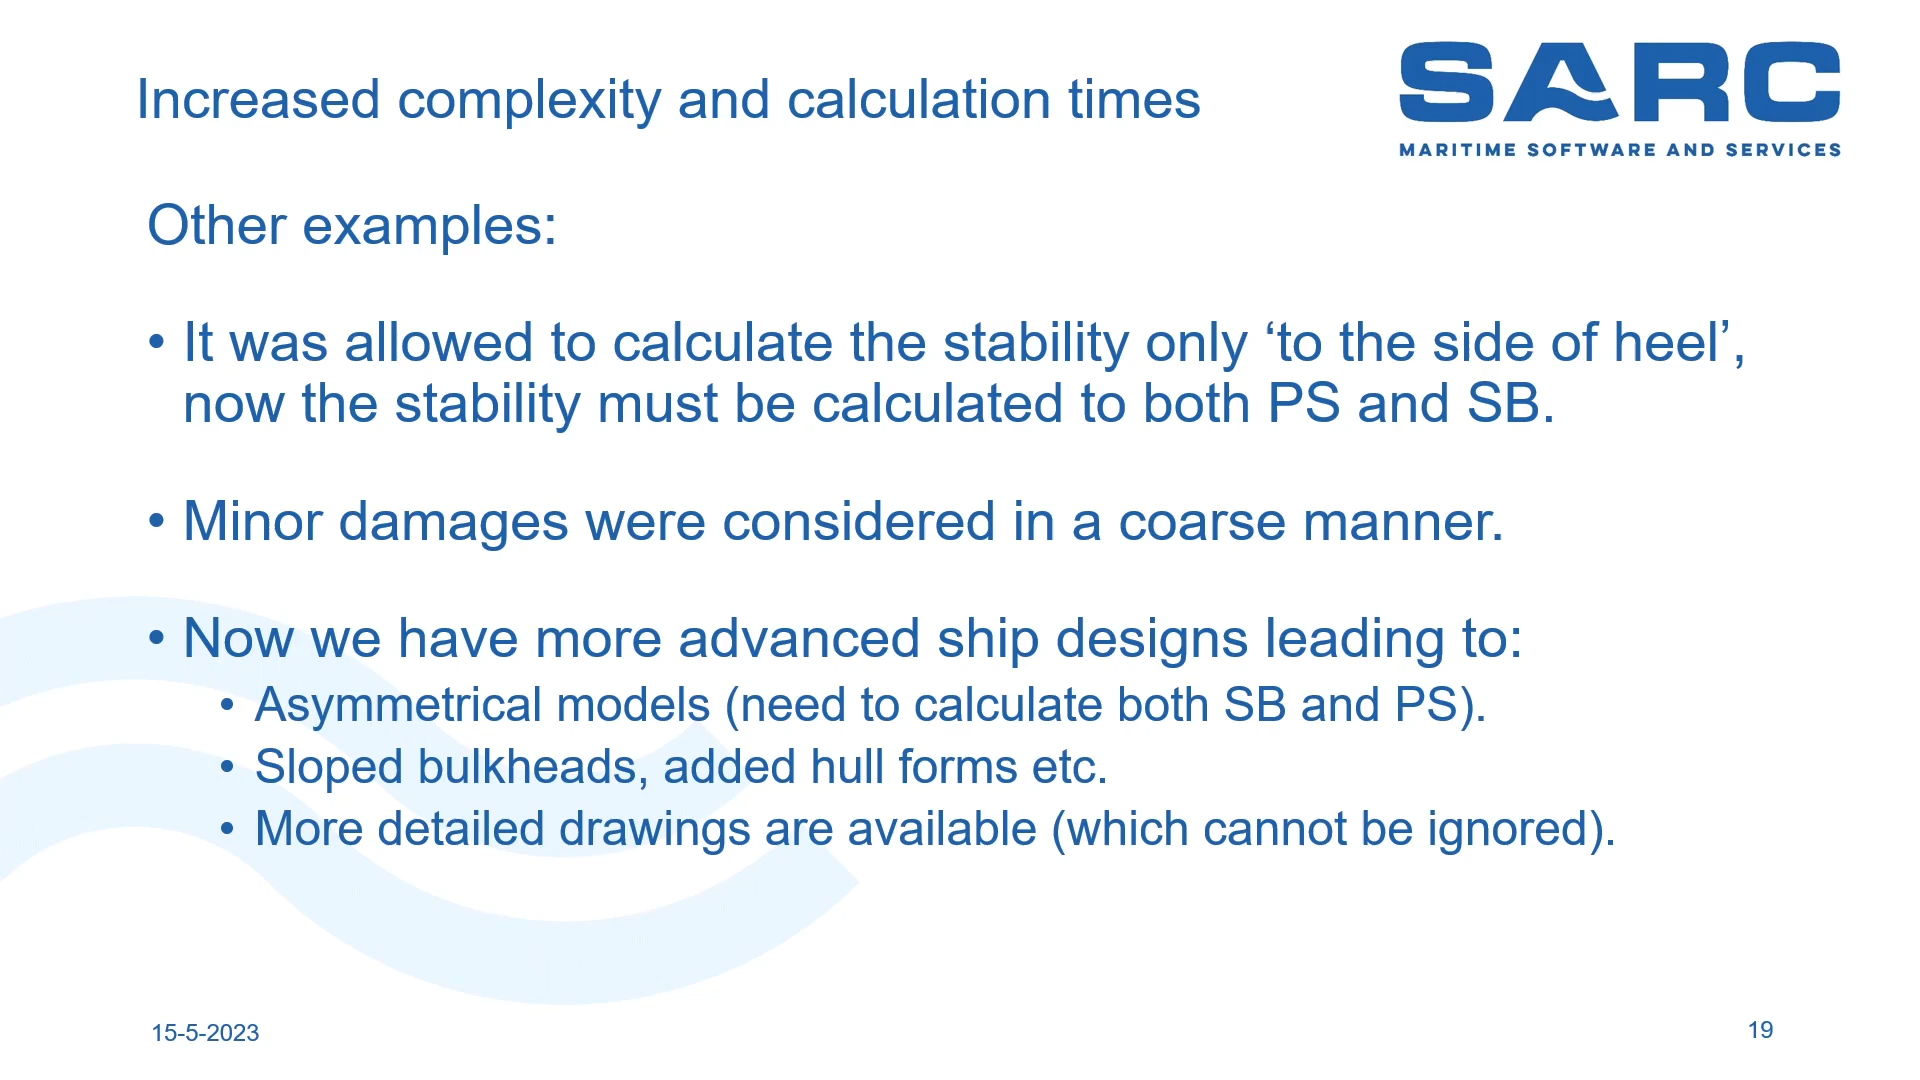 Increased complexity and calculation times
SARC
MARITIME SOFTWARE AND SERVICES
Other examples:
• It was allowed to calculate the stability only ‘to the side of heel’,
now the stability must be calculated to both PS and SB.
• Minor damages were considered in a coarse manner.
• Now we have more advanced ship designs leading to:
• Asymmetrical models (need to calculate both SB and PS).
• Sloped bulkheads, added hull forms etc.
• More detailed drawings are available (which cannot be ignored).
15-5-2023
19